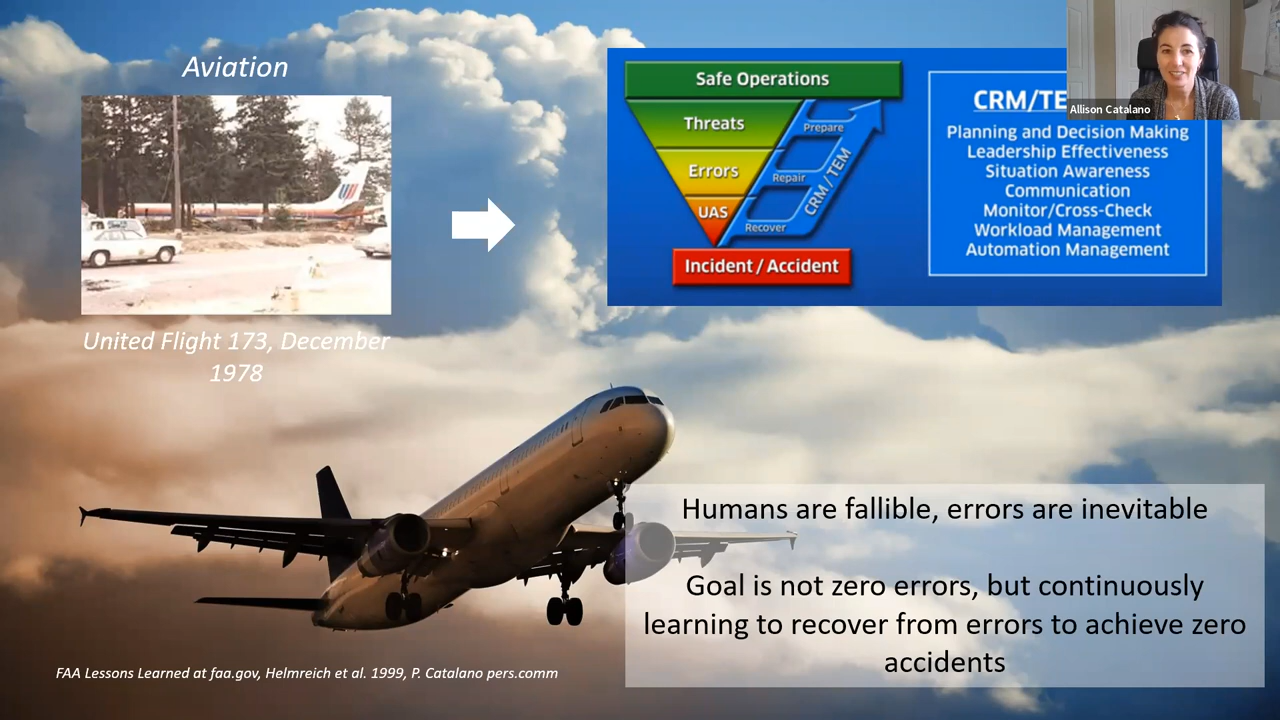 Aviation
United Flight 173, December
1978
Safe Operations
Threats
Errors
UAS
Prepare
Repair
Recover
CRM / TEM
Incident / Accident
CRM/TE
Planning and Decision Making
Leadership Effectiveness
Situation Awareness
Communication
Monitor/Cross-Check
Workload Management
Automation Management
Allison Catalano
Humans are fallible, errors are inevitable
Goal is not zero errors, but continuously
learning to recover from errors to achieve zero
accidents
FAA Lessons Learned at faa.gov, Helmreich et al. 1999, P. Catalano pers.comm